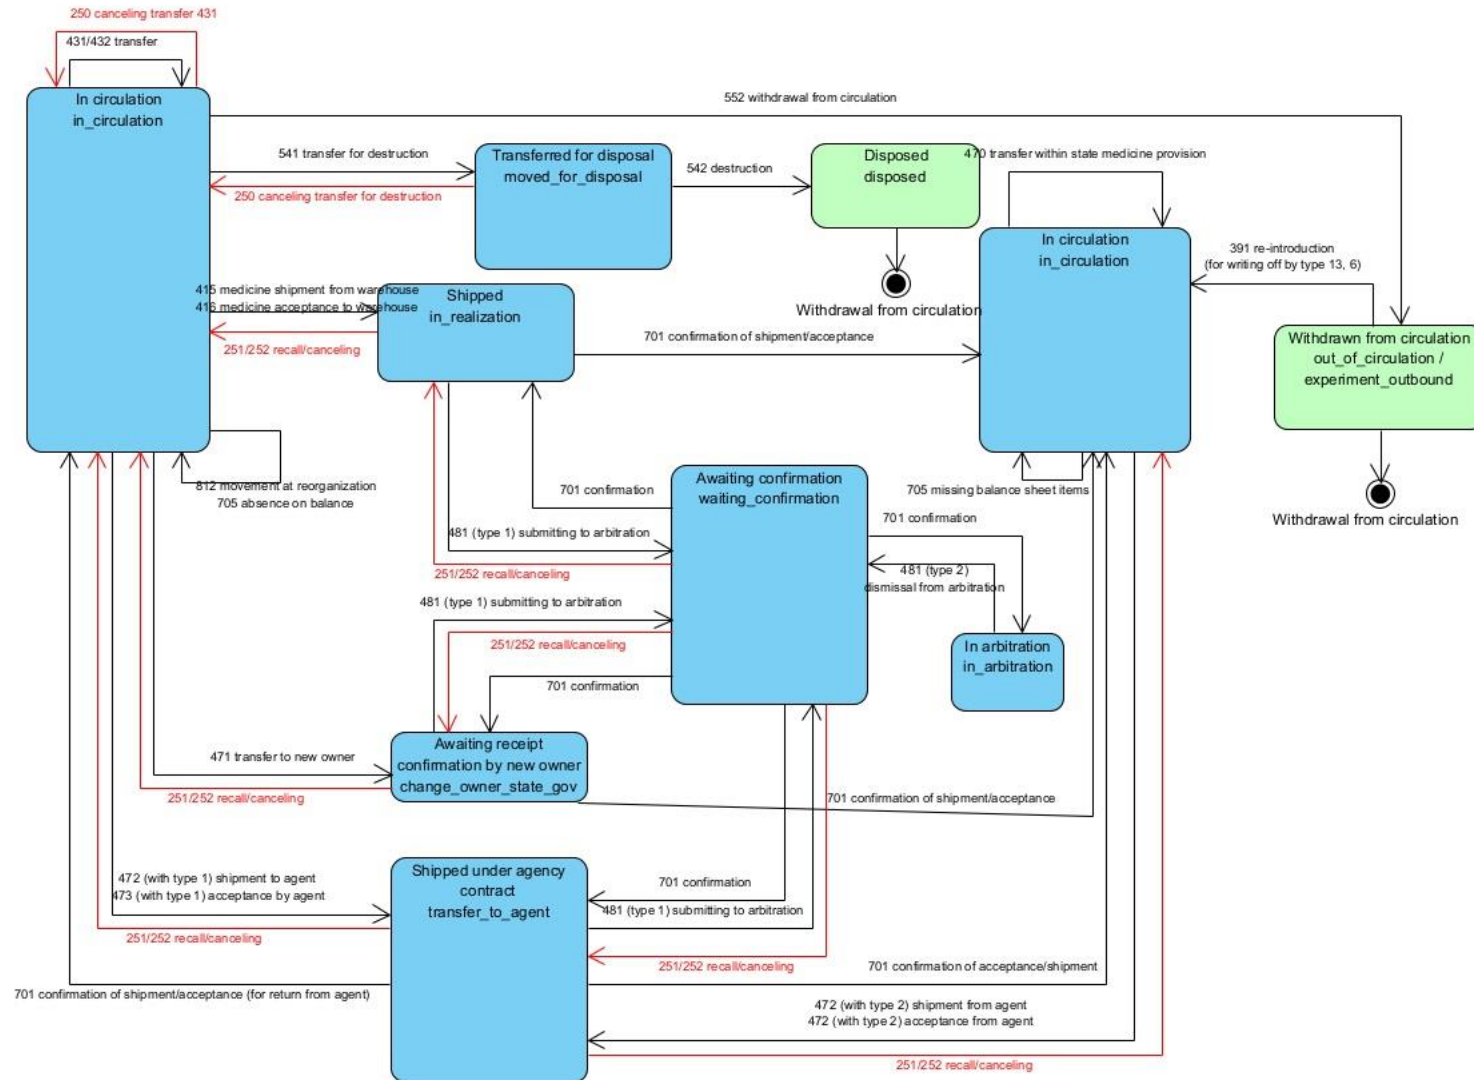 250 canceling transfer 431
431/432 transfer
In circulation
in_circulation
552 withdrawal from circulation
541 transfer for destruction
250 canceling transfer for destruction
Transferred for disposal
moved_for_disposal
542 destruction
Disposed
disposed
470 transfer within state medicine provision
In circulation
in_circulation
391 re-introduction
(for writing off by type 13, 6)
415 medicine shipment from warehouse
416 medicine acceptance to warehouse
251/252 recall/canceling
Shipped
in_realization
701 confirmation of shipment/acceptance
Withdrawal from circulation
Withdrawn from circulation
out_of_circulation /
experiment_outbound
Withdrawal from circulation
812 movement at reorganization
705 absence on balance
701 confirmation
481 (type 1) submitting to arbitration
251/252 recall/canceling
Awaiting confirmation
waiting_confirmation
705 missing balance sheet items
701 confirmation
481 (type 2)
dismissal from arbitration
In arbitration
in_arbitration
481 (type 1) submitting to arbitration
251/252 recall/canceling
701 confirmation
471 transfer to new owner
251/252 recall/canceling
Awaiting receipt
confirmation by new owner
change_owner_state_gov
701 confirmation of shipment/acceptance
472 (with type 1) shipment to agent
473 (with type 1) acceptance by agent
251/252 recall/canceling
Shipped under agency
contract
transfer_to_agent
701 confirmation
481 (type 1) submitting to arbitration
251/252 recall/canceling
701 confirmation of acceptance/shipment
701 confirmation of shipment/acceptance (for return from agent)
472 (with type 2) shipment from agent
472 (with type 2) acceptance from agent
251/252 recall/canceling